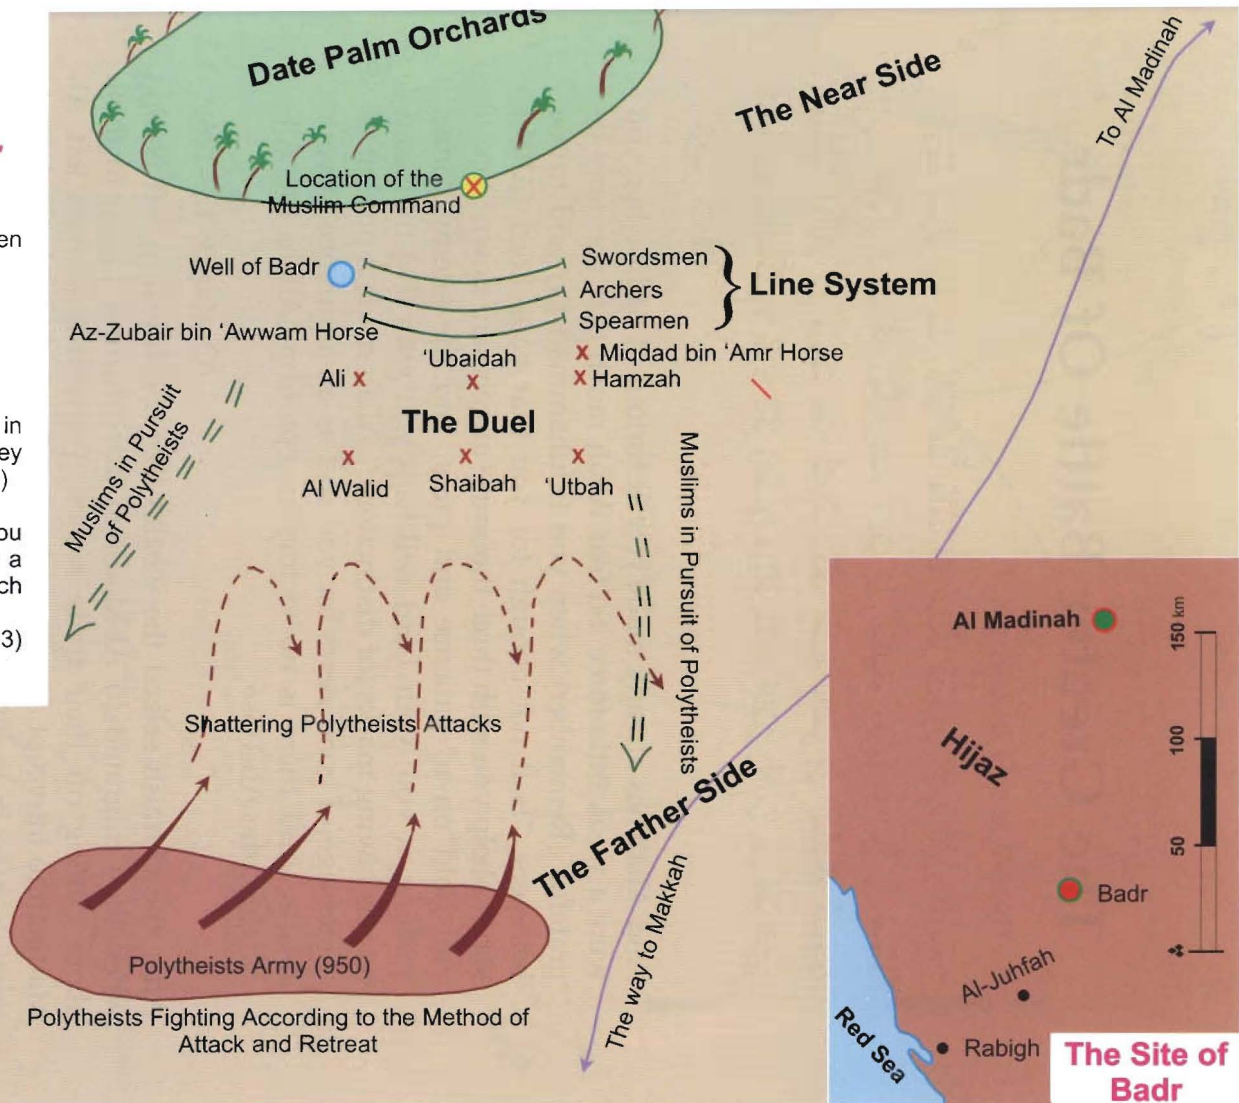 en
in
ey
)
ou
a
ch
3)
Date Palm Orchards
The Near Side
To Al Madinah
Location of the
Muslim Command
Well of Badr
Swordsmen
Archers
Spearmen
Line System
Az-Zubair bin ‘Awwam Horse
Miqdad bin ‘Amr Horse
Ali x
‘Ubaidah
x
x
x Hamzah
The Duel
x
x
x
Al Walid
Shaibah
‘Utbah
Muslims in Pursuit
of Polytheists
Muslims in Pursuit of Polytheists
Shattering Polytheists Attacks
The Farther Side
The way to Makkah
Polytheists Army (950)
Polytheists Fighting According to the Method of
Attack and Retreat
Al Madinah
150 km
100
50
Hijaz
Badr
Al-Juhfah
Rabigh
Red Sea
The Site of
Badr